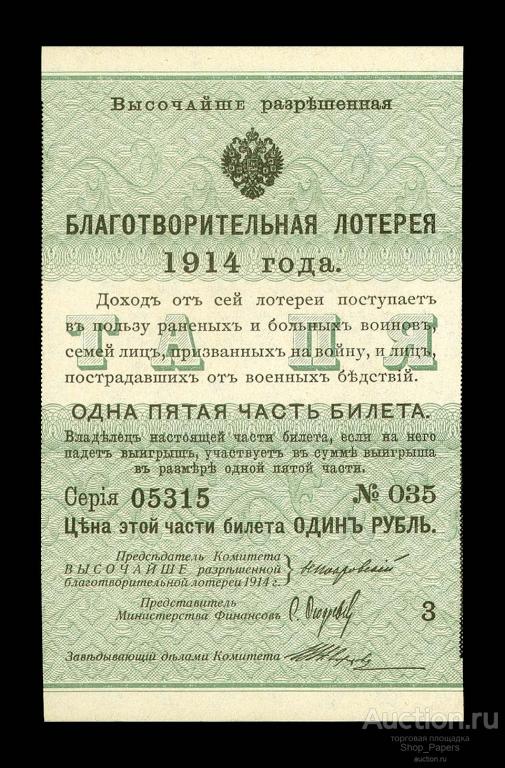 Высочайше разрѣшенная
БЛАГОТВОРИТЕЛЬНАЯ ЛОТЕРЕЯ
1914 года.
Доходъ отъ сей лотереи поступаетъ
въ пользу раненыхъ и больныхъ воиновъ,
семей лицъ, призванныхъ на войну, и лицъ,
пострадавшихъ отъ военныхъ бѣдствій.
ТА ПЯ
ОДНА ПЯТАЯ ЧАСТЬ БИЛЕТА.
Владѣлецъ настоящей части билета, если на него
падетъ выигрышъ, участвуетъ въ суммѣ выигрыша
въ размѣрѣ одной пятой части.
Серія 05315 № 035
Цѣна этой части билета ОДИНЪ РУБЛЬ.
Предсѣдатель Комитета
ВЫСОЧАЙШЕ разрѣшенной
благотворительной лотереи 1914 г.
Представитель
Министерства Финансовъ
3
Завѣдывающій дѣлами Комитета
Auction.ru
торговая площадка
Shop_Papers
auction.ru